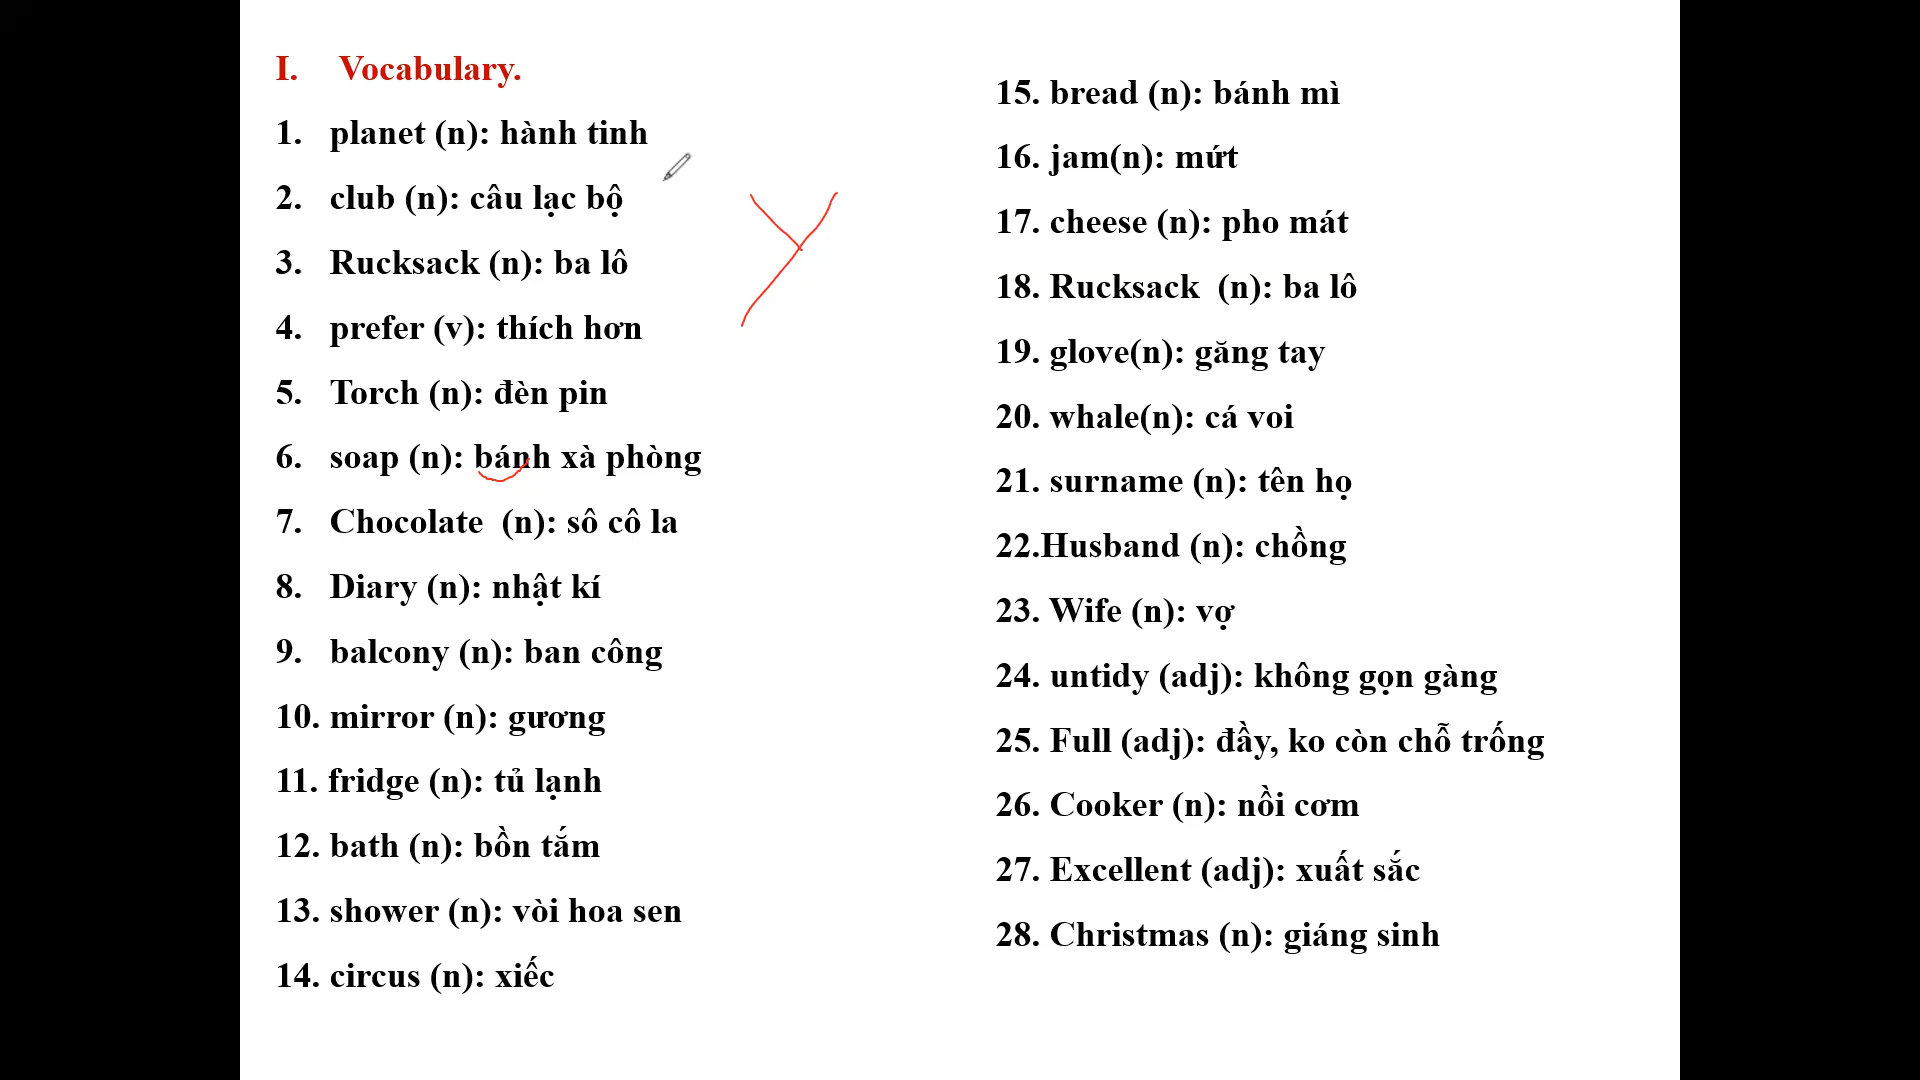 I. Vocabulary.
1. planet (n): hành tinh
2. club (n): câu lạc bộ
3. Rucksack (n): ba lô
4. prefer (v): thích hơn
5. Torch (n): đèn pin
6. soap (n): bánh xà phòng
7. Chocolate (n): sô cô la
8. Diary (n): nhật kí
9. balcony (n): ban công
10. mirror (n): gương
11. fridge (n): tủ lạnh
12. bath (n): bồn tắm
13. shower (n): vòi hoa sen
14. circus (n): xiếc
15. bread (n): bánh mì
16. jam(n): mứt
17. cheese (n): pho mát
18. Rucksack (n): ba lô
19. glove(n): găng tay
20. whale(n): cá voi
21. surname (n): tên họ
22.Husband (n): chồng
23. Wife (n): vợ
24. untidy (adj): không gọn gàng
25. Full (adj): đầy, ko còn chỗ trống
26. Cooker (n): nồi cơm
27. Excellent (adj): xuất sắc
28. Christmas (n): giáng sinh